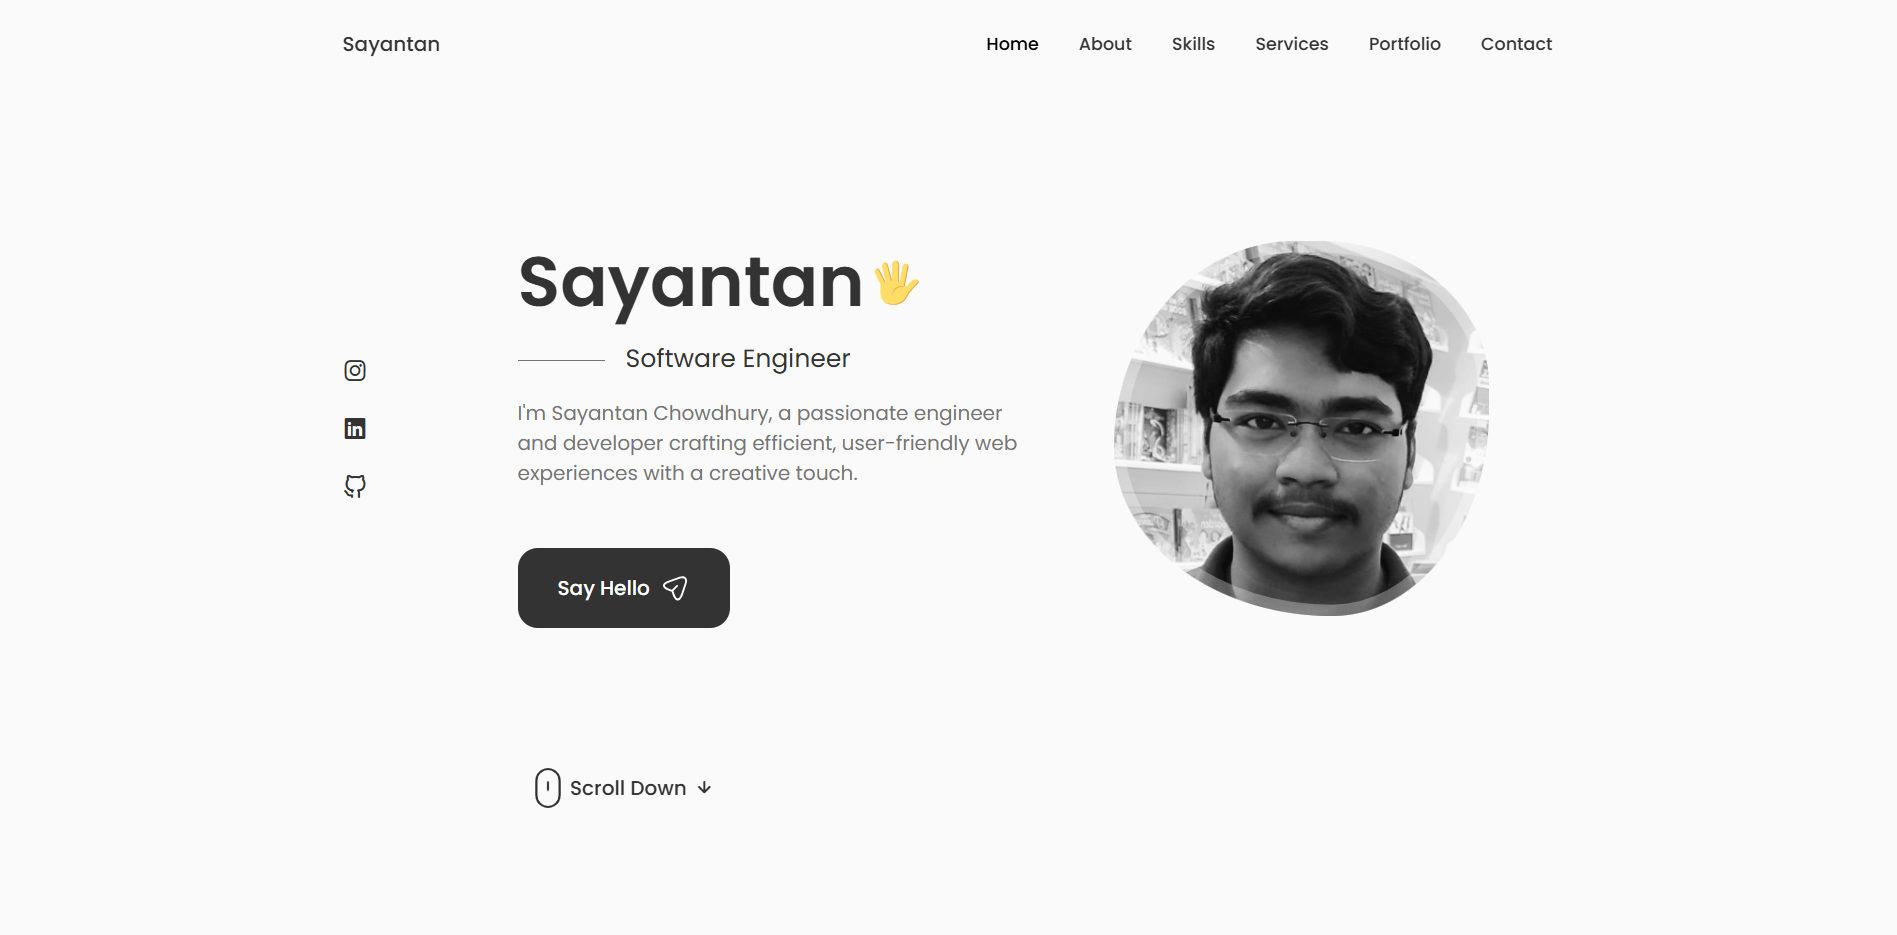 Sayantan
Home About Skills Services Portfolio Contact
Sayantan
Software Engineer
I'm Sayantan Chowdhury, a passionate engineer
and developer crafting efficient, user-friendly web
experiences with a creative touch.
Say Hello
Scroll Down